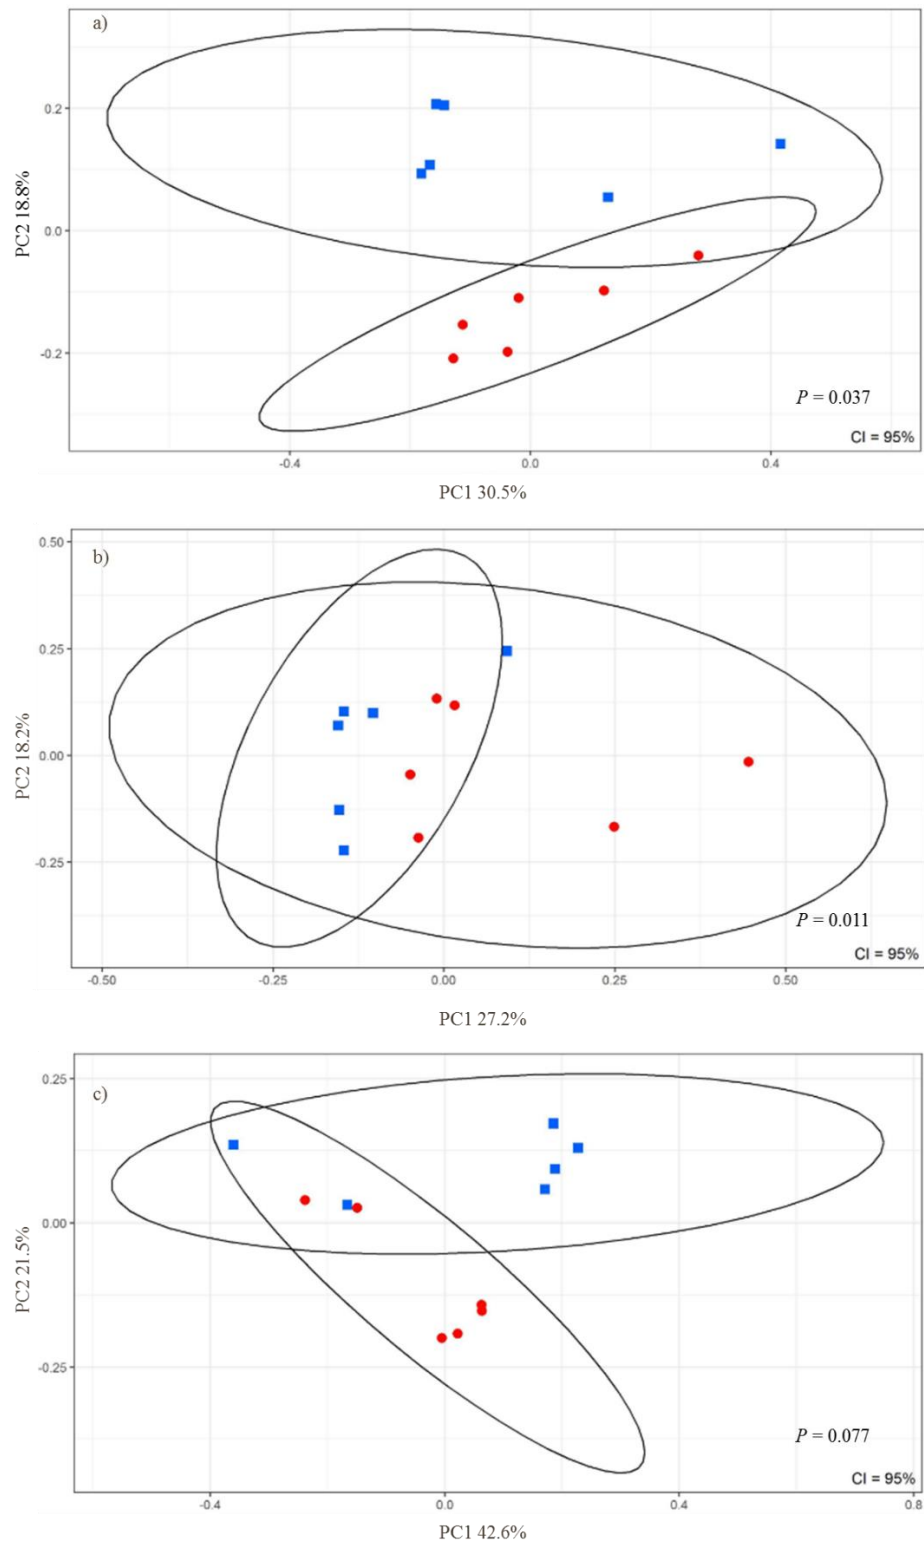 a)
0.2
PC2 18.8%
0.0
-0.2
P = 0.037
CI = 95%
-0.4 0.0 0.4
PC1 30.5%
b)
0.50
0.25
PC2 18.2%
0.00
-0.25
P = 0.011
CI = 95%
-0.50 -0.25 0.00 0.25 0.50
PC1 27.2%
c)
0.25
0.00
PC2 21.5%
-0.25
P = 0.077
CI = 95%
-0.4 0.0 0.4 0.8
PC1 42.6%